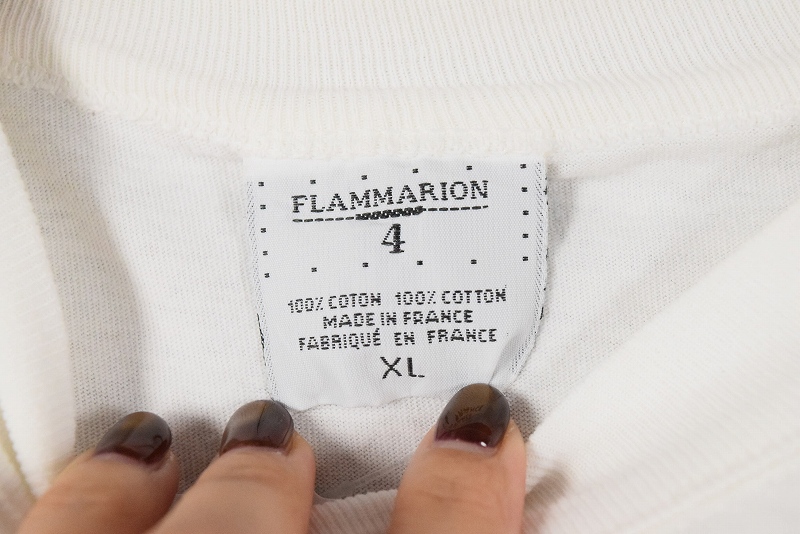 FLAMMARION
4
100% COTON 100% COTTON
MADE IN FRANCE
FABRIQUÉ EN FRANCE
XL